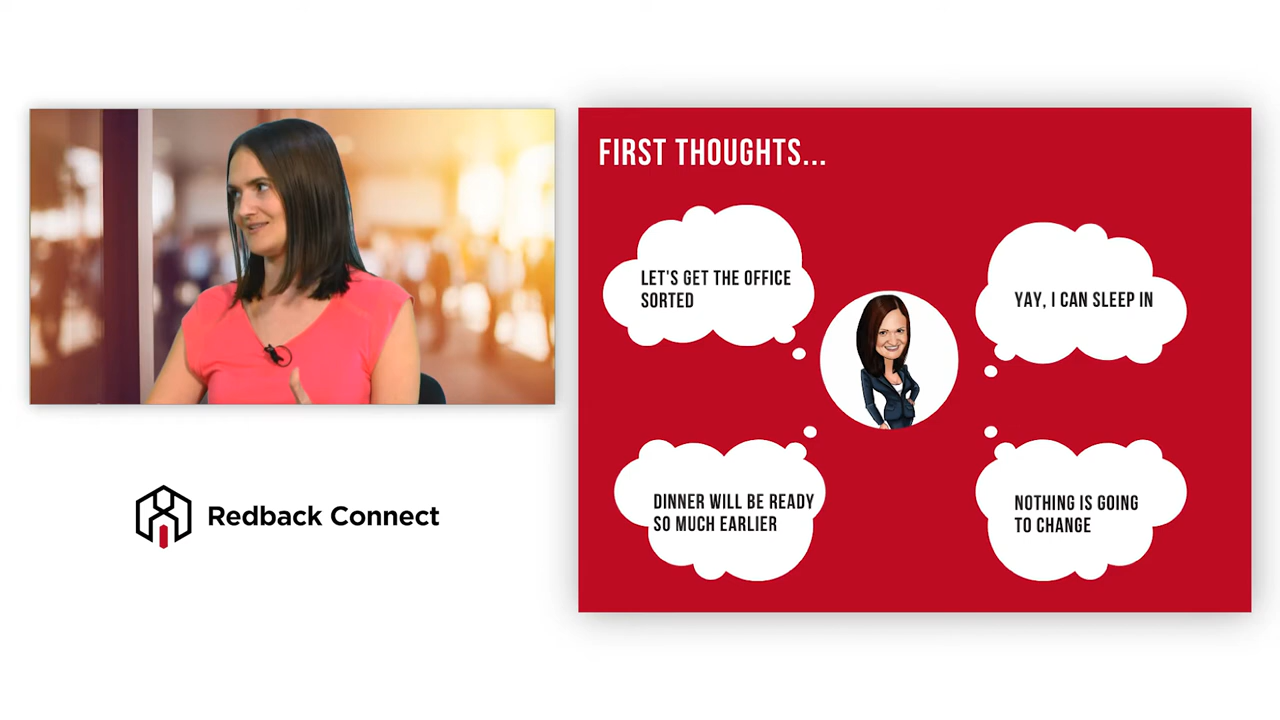 FIRST THOUGHTS...
LET'S GET THE OFFICE
SORTED
YAY, I CAN SLEEP IN
DINNER WILL BE READY
SO MUCH EARLIER
NOTHING IS GOING
TO CHANGE
Redback Connect